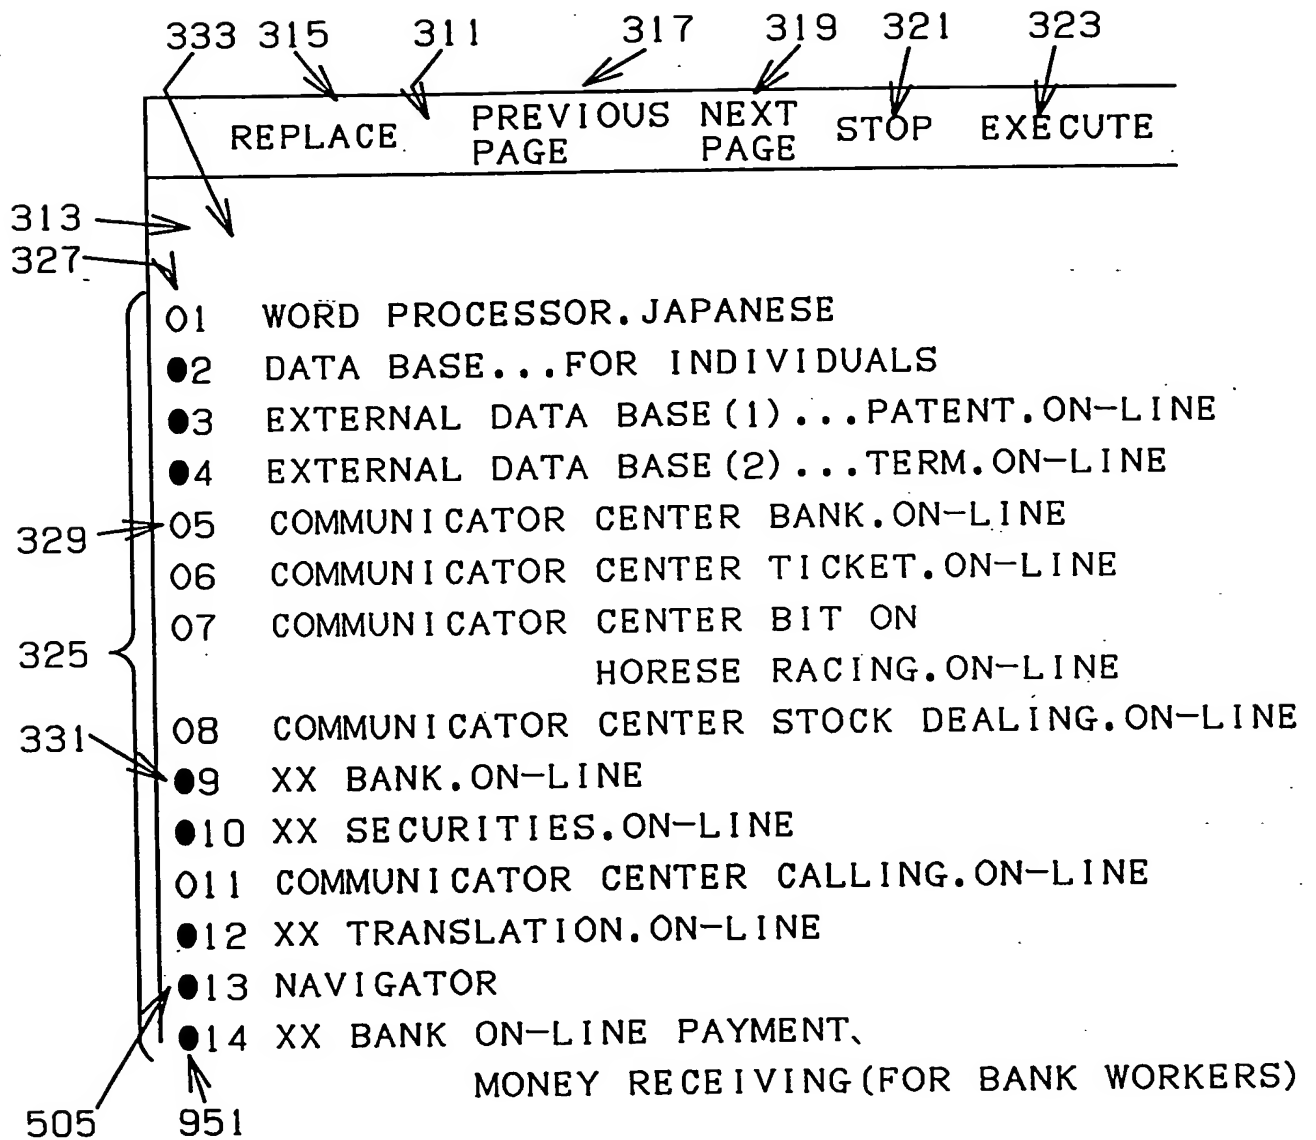 333 315 311 317 319 321 323
REPLACE PREVIOUS PAGE NEXT PAGE STOP EXECUTE
313
327
01 WORD PROCESSOR.JAPANESE
●2 DATA BASE...FOR INDIVIDUALS
●3 EXTERNAL DATA BASE(1)...PATENT.ON-LINE
●4 EXTERNAL DATA BASE(2)...TERM.ON-LINE
329 05 COMMUNICATOR CENTER BANK.ON-LINE
06 COMMUNICATOR CENTER TICKET.ON-LINE
07 COMMUNICATOR CENTER BIT ON
325 HORESE RACING.ON-LINE
08 COMMUNICATOR CENTER STOCK DEALING.ON-LINE
331 ●9 XX BANK.ON-LINE
●10 XX SECURITIES.ON-LINE
011 COMMUNICATOR CENTER CALLING.ON-LINE
●12 XX TRANSLATION.ON-LINE
●13 NAVIGATOR
●14 XX BANK ON-LINE PAYMENT、
MONEY RECEIVING(FOR BANK WORKERS)
505 951